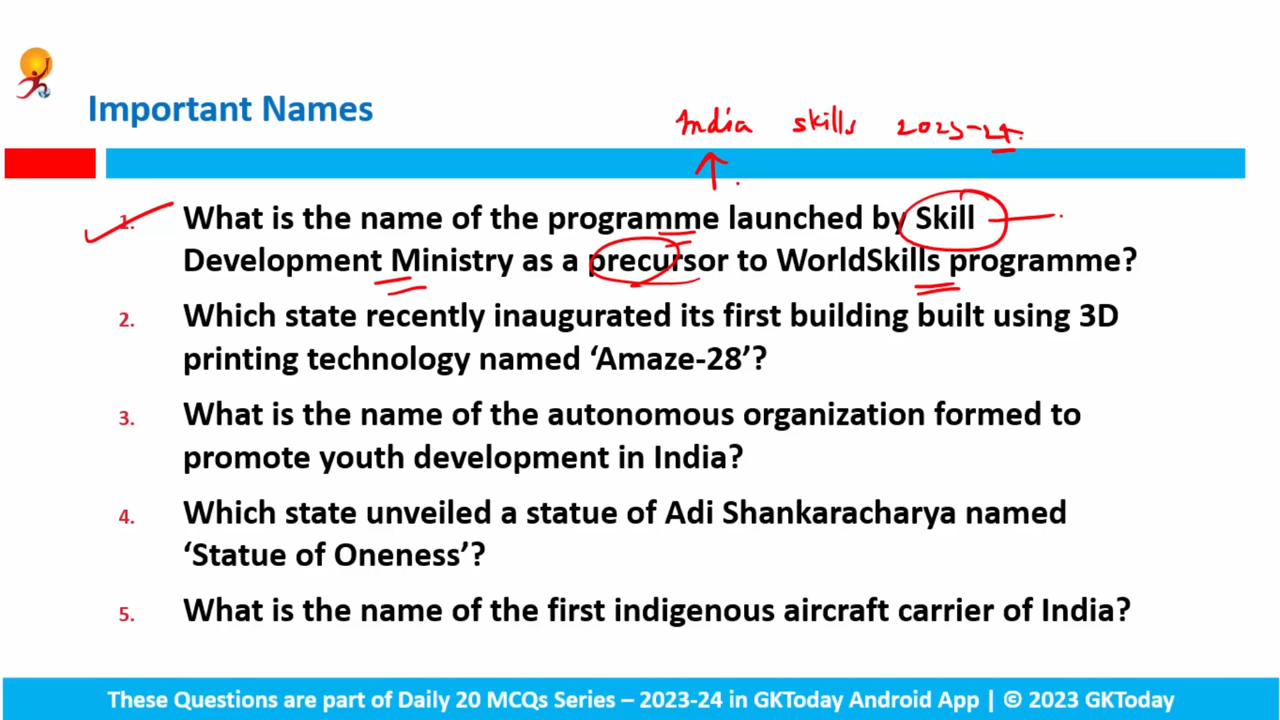 Important Names
India skills 2023-24.
1. What is the name of the programme launched by Skill
Development Ministry as a precursor to WorldSkills programme?
2. Which state recently inaugurated its first building built using 3D
printing technology named ‘Amaze-28’?
3. What is the name of the autonomous organization formed to
promote youth development in India?
4. Which state unveiled a statue of Adi Shankaracharya named
‘Statue of Oneness’?
5. What is the name of the first indigenous aircraft carrier of India?
These Questions are part of Daily 20 MCQs Series – 2023-24 in GKToday Android App | © 2023 GKToday